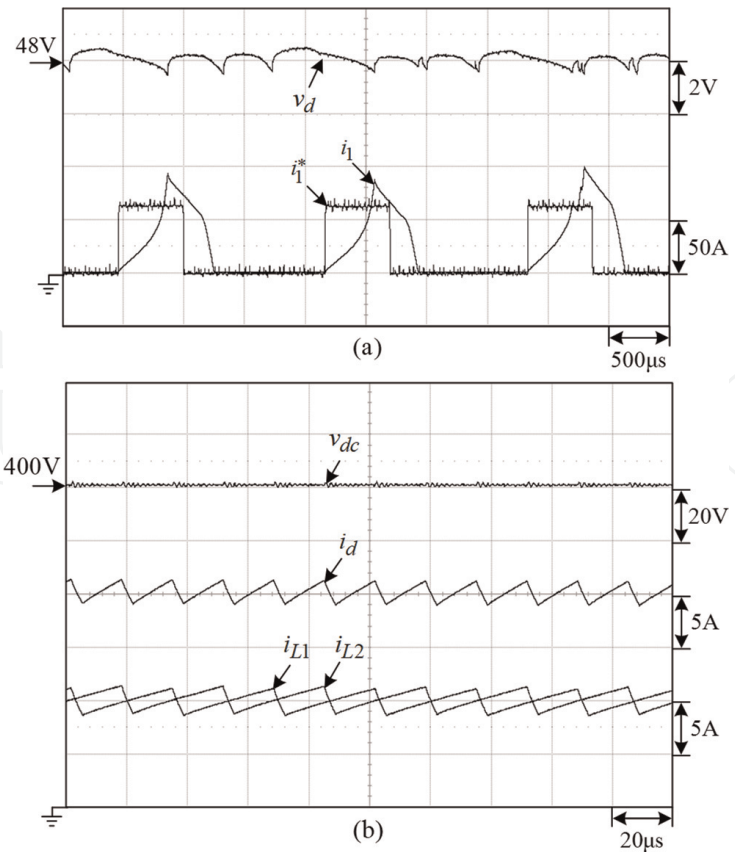 48V
v_d
2V
i_1^*
i_1
50A
500μs
(a)
400V
v_dc
20V
i_d
5A
i_L1
i_L2
5A
20μs
(b)